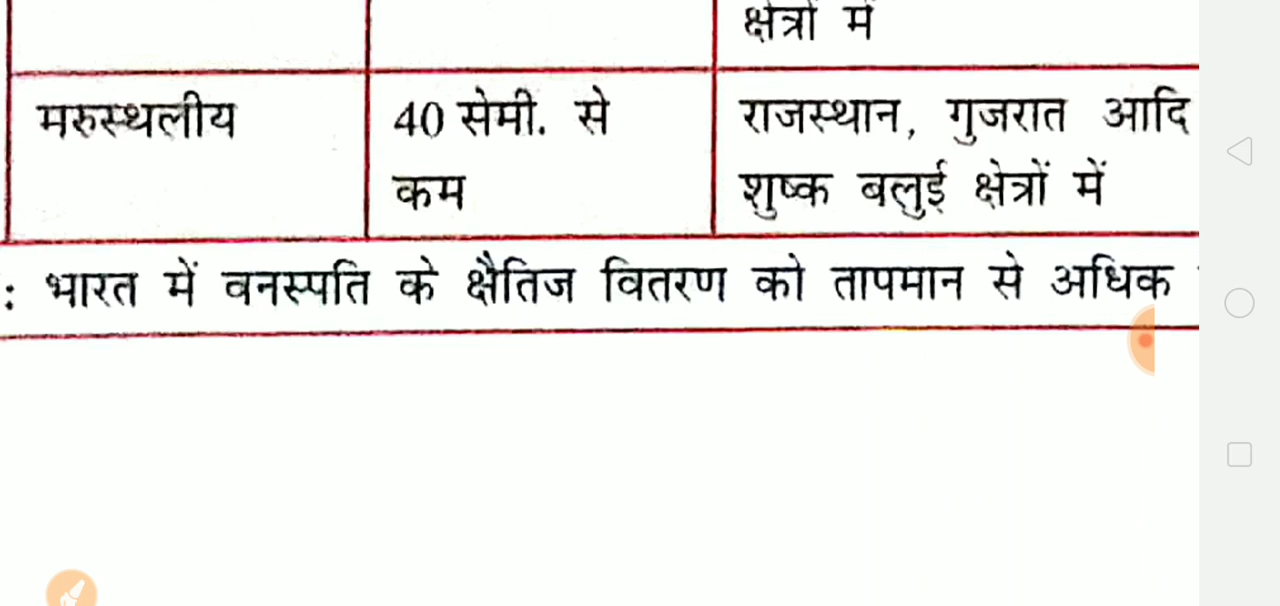 क्षेत्रों में
मरुस्थलीय
40 सेमी. से
कम
राजस्थान, गुजरात आदि
शुष्क बलुई क्षेत्रों में
: भारत में वनस्पति के क्षैतिज वितरण को तापमान से अधिक